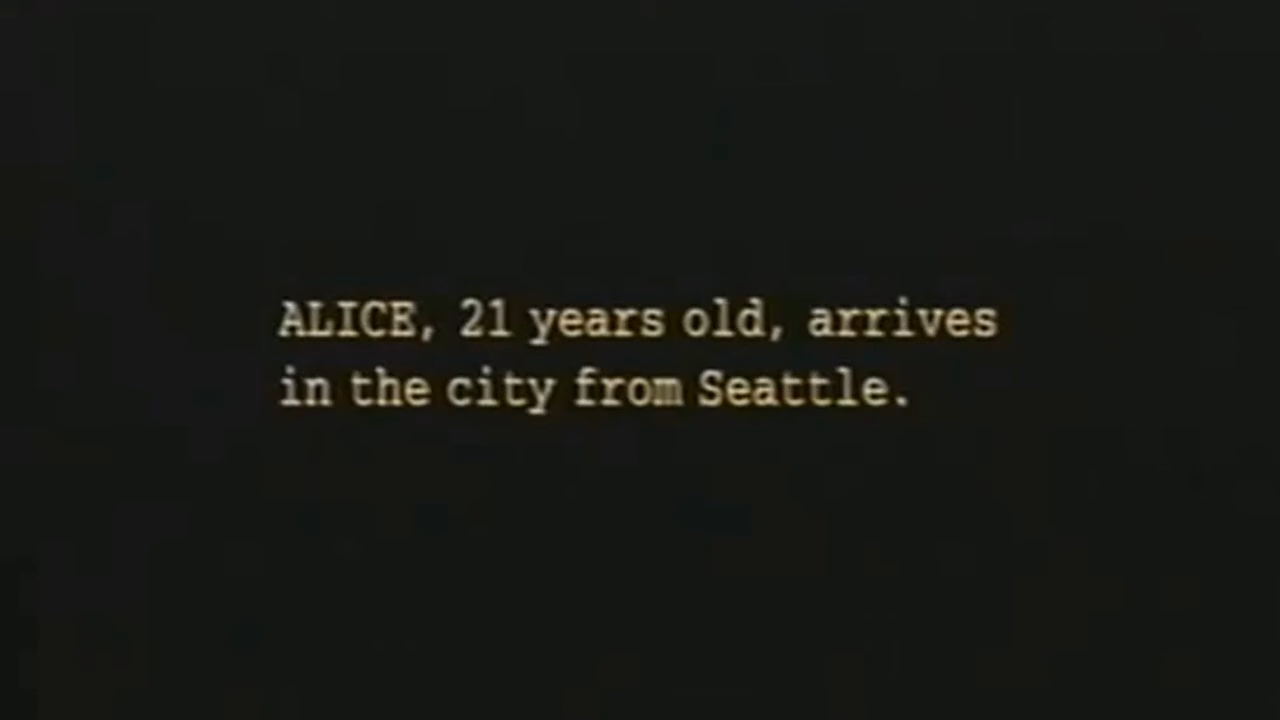 ALICE, 21 years old, arrives
in the city from Seattle.